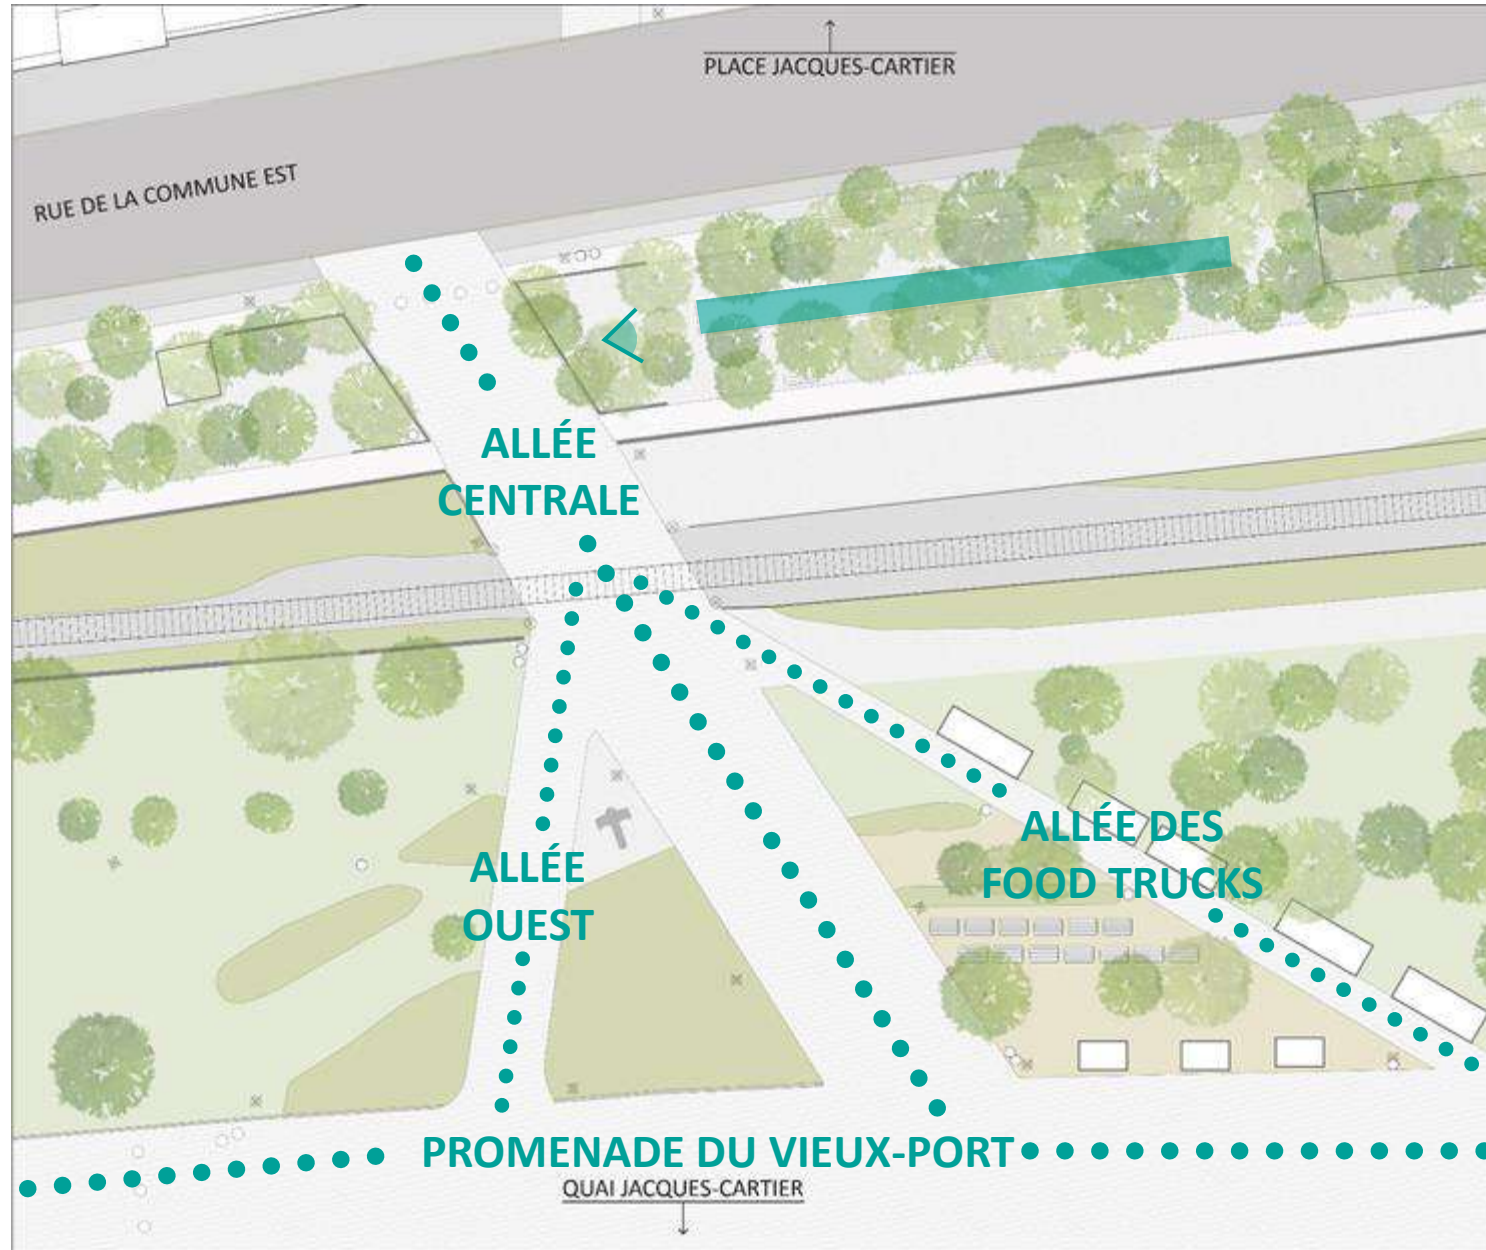 PLACE JACQUES-CARTIER
RUE DE LA COMMUNE EST
ALLÉE
CENTRALE
ALLÉE DES
FOOD TRUCKS
ALLÉE
OUEST
PROMENADE DU VIEUX-PORT
QUAI JACQUES-CARTIER